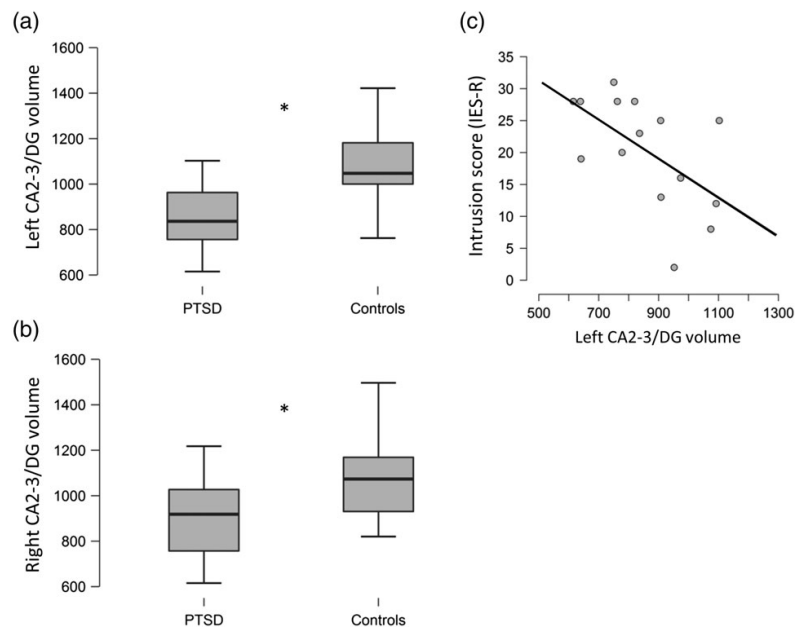 (a)
1600
1400
1200
1000
800
600
Left CA2-3/DG volume
*
PTSD
Controls
(b)
1600
1400
1200
1000
800
600
Right CA2-3/DG volume
*
PTSD
Controls
(c)
35
30
25
20
15
10
5
0
Intrusion score (IES-R)
500 700 900 1100 1300
Left CA2-3/DG volume